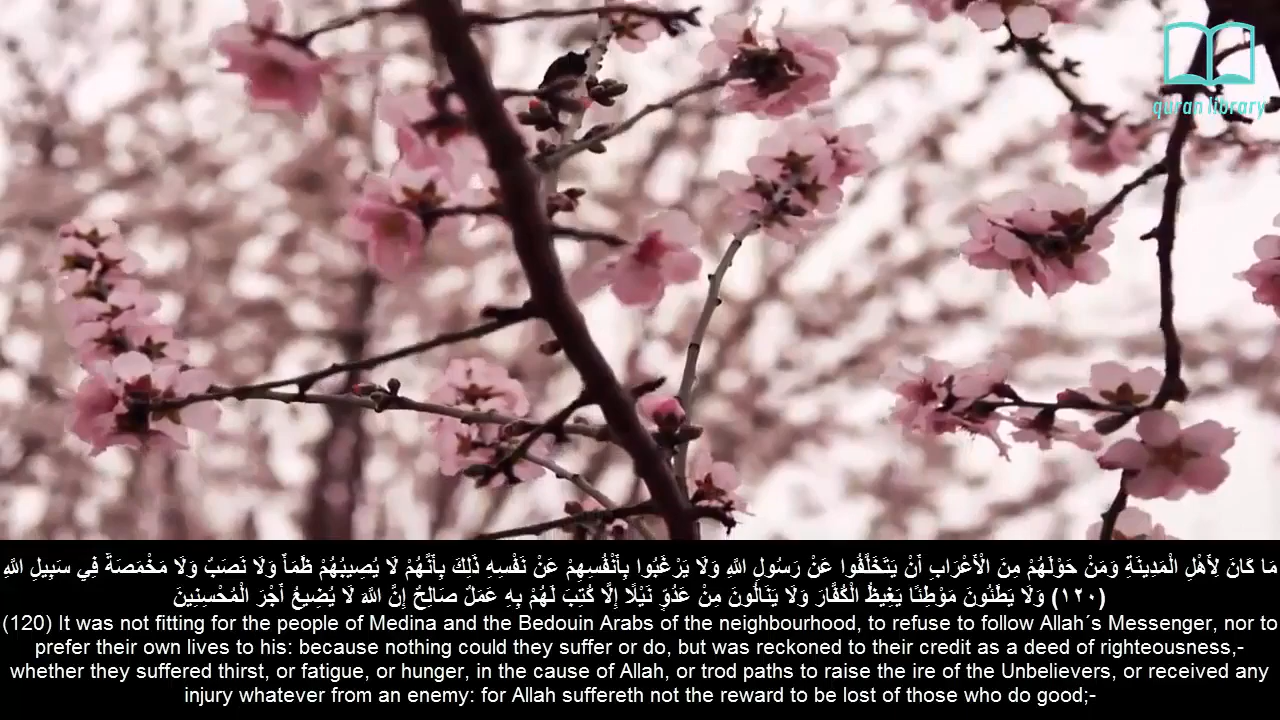 quran library
مَا كَانَ لِأَهْلِ الْمَدِينَةِ وَمَنْ حَوْلَهُمْ مِنَ الْأَعْرَابِ أَنْ يَتَخَلَّفُوا عَنْ رَسُولِ اللَّهِ وَلَا يَرْغَبُوا بِأَنْفُسِهِمْ عَنْ نَفْسِهِ ذَلِكَ بِأَنَّهُمْ لَا يُصِيبُهُمْ ظَمَأٌ وَلَا نَصَبٌ وَلَا مَخْمَصَةٌ فِي سَبِيلِ اللَّهِ
وَلَا يَطَئُونَ مَوْطِئًا يَغِيظُ الْكُفَّارَ وَلَا يَنَالُونَ مِنْ عَدُوٍّ نَيْلًا إِلَّا كُتِبَ لَهُمْ بِهِ عَمَلٌ صَالِحٌ إِنَّ اللَّهَ لَا يُضِيعُ أَجْرَ الْمُحْسِنِينَ (١٢٠)
(120) It was not fitting for the people of Medina and the Bedouin Arabs of the neighbourhood, to refuse to follow Allah´s Messenger, nor to
prefer their own lives to his: because nothing could they suffer or do, but was reckoned to their credit as a deed of righteousness,-
whether they suffered thirst, or fatigue, or hunger, in the cause of Allah, or trod paths to raise the ire of the Unbelievers, or received any
injury whatever from an enemy: for Allah suffereth not the reward to be lost of those who do good;-